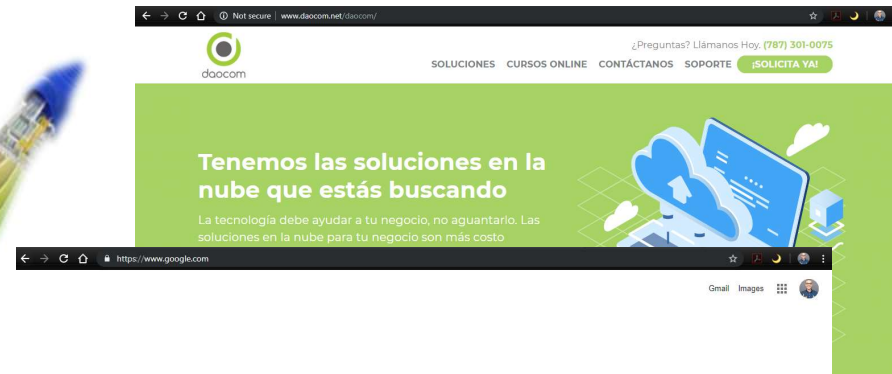 Not secure | www.daocom.net/daocom/
daocom
¿Preguntas? Llámanos Hoy. (787) 301-0075
SOLUCIONES CURSOS ONLINE CONTÁCTANOS SOPORTE ¡SOLICITA YA!
Tenemos las soluciones en la
nube que estás buscando
La tecnología debe ayudar a tu negocio, no aguantarlo. Las
soluciones en la nube para tu negocio son más costo
https://www.google.com
Gmail Images